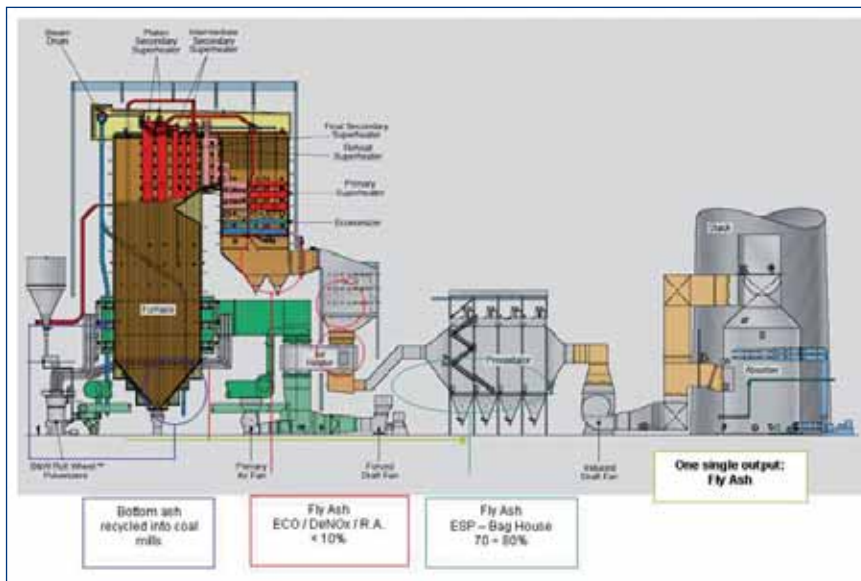 Steam
Drum
Platen
Secondary
Superheater
Intermediate
Secondary
Superheater
Final Secondary
Superheater
Reheat
Superheater
Primary
Superheater
Economizer
Furnace
Air
Heater
Precipitator
Stack
Absorber
B&W Roll Wheel™
Pulverizers
Primary
Air Fan
Forced
Draft Fan
Induced
Draft Fan
One single output:
Fly Ash
Bottom ash
recycled into coal
mills
Fly Ash
ECO / DeNOx / R.A.
< 10%
Fly Ash
ESP – Bag House
70 ÷ 80%